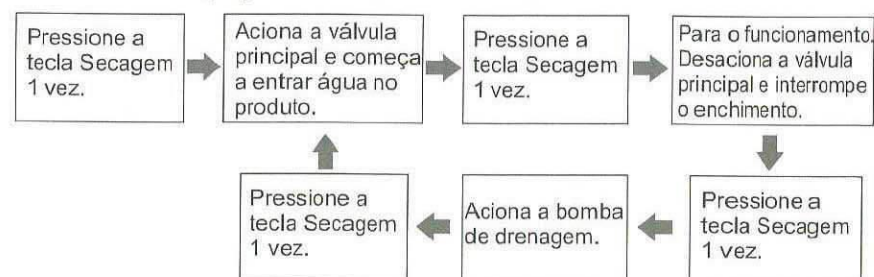 Pressione a
tecla Secagem
1 vez.
Aciona a válvula
principal e começa
a entrar água no
produto.
Pressione a
tecla Secagem
1 vez.
Para o funcionamento.
Desaciona a válvula
principal e interrompe
o enchimento.
Pressione a
tecla Secagem
1 vez.
Aciona a bomba
de drenagem.
Pressione a
tecla Secagem
1 vez.